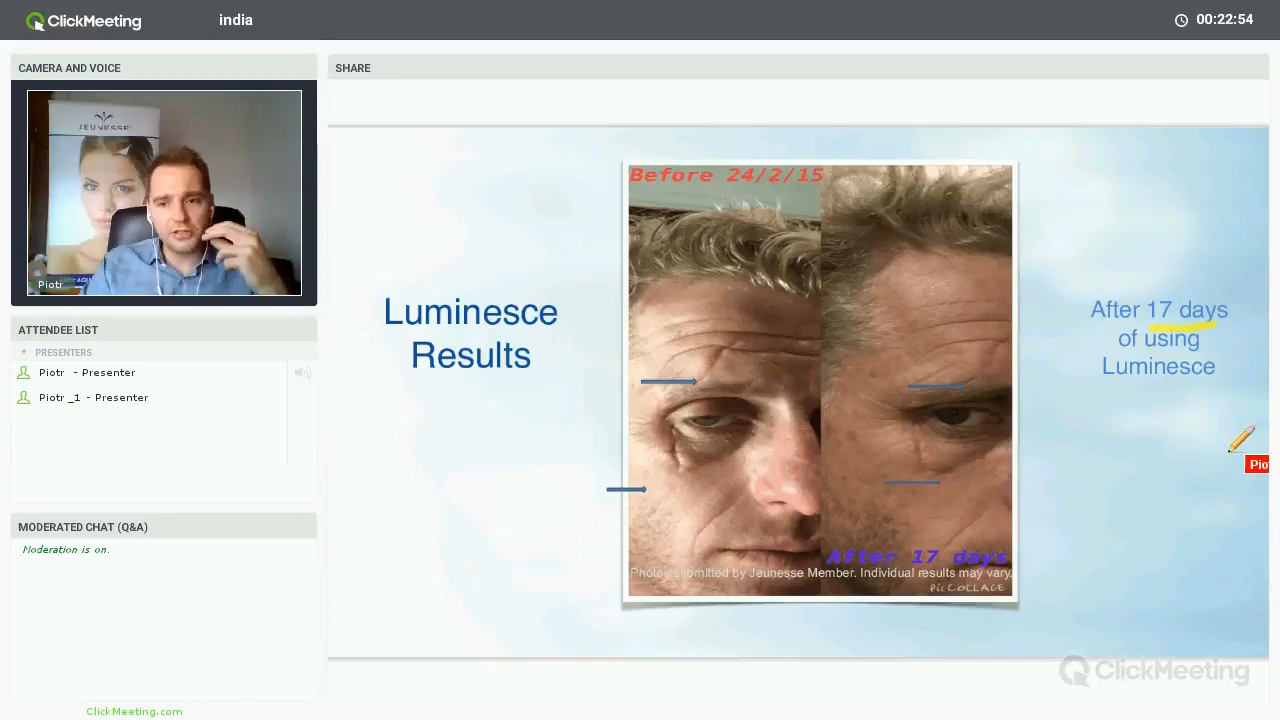 ClickMeeting
india
00:22:54
CAMERA AND VOICE
JEUNESSE
Piotr
ATTENDEE LIST
PRESENTERS
Piotr - Presenter
Piotr _1 - Presenter
MODERATED CHAT (Q&A)
Moderation is on.
ClickMeeting.com
SHARE
Luminesce
Results
Before 24/2/15
After 17 days
Photos submitted by Jeunesse Member. Individual results may vary.
PicCOLLAGE
After 17 days
of using
Luminesce
Pio
ClickMeeting